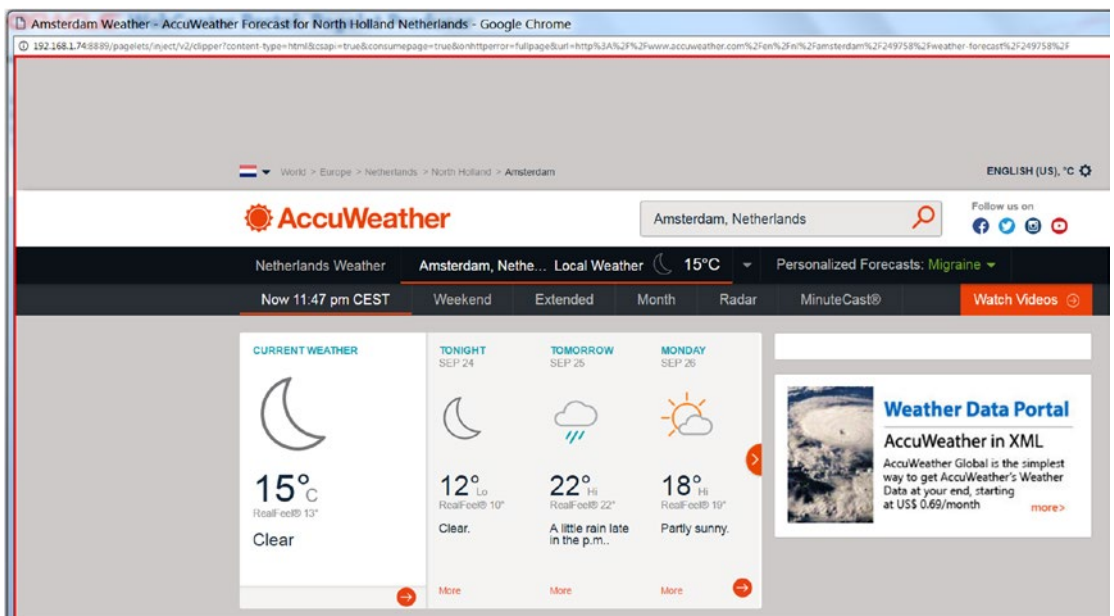 Amsterdam Weather - AccuWeather Forecast for North Holland Netherlands - Google Chrome
192.168.1.74:8889/pagelets/inject/v2/clipper?content-type=html&csapi=true&consumepage=true&onhttperror=fullpage&url=http%3A%2F%2Fwww.accuweather.com%2Fen%2Fnl%2Famsterdam%2F249758%2Fweather-forecast%2F249758%2F
World > Europe > Netherlands > North Holland > Amsterdam
ENGLISH (US), °C
AccuWeather
Amsterdam, Netherlands
Follow us on
Netherlands Weather
Amsterdam, Nethe... Local Weather 15°C
Personalized Forecasts: Migraine
Now 11:47 pm CEST
Weekend
Extended
Month
Radar
MinuteCast®
Watch Videos
CURRENT WEATHER
15°C
RealFeel® 13°
Clear
TONIGHT
SEP 24
12° Lo
RealFeel® 10°
Clear.
More
TOMORROW
SEP 25
22° Hi
RealFeel® 22°
A little rain late
in the p.m..
More
MONDAY
SEP 26
18° Hi
RealFeel® 19°
Partly sunny.
More
Weather Data Portal
AccuWeather in XML
AccuWeather Global is the simplest
way to get AccuWeather's Weather
Data at your end, starting
at US$ 0.69/month
more>